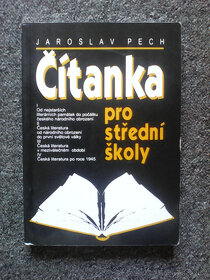 JAROSLAV PECH
Čítanka
pro
střední
školy
I
Od nejstarších
literárních památek do počátku
českého národního obrození
II
Česká literatura
od národního obrození
do první světové války
III
Česká literatura
v meziválečném období
IV
Česká literatura po roce 1945